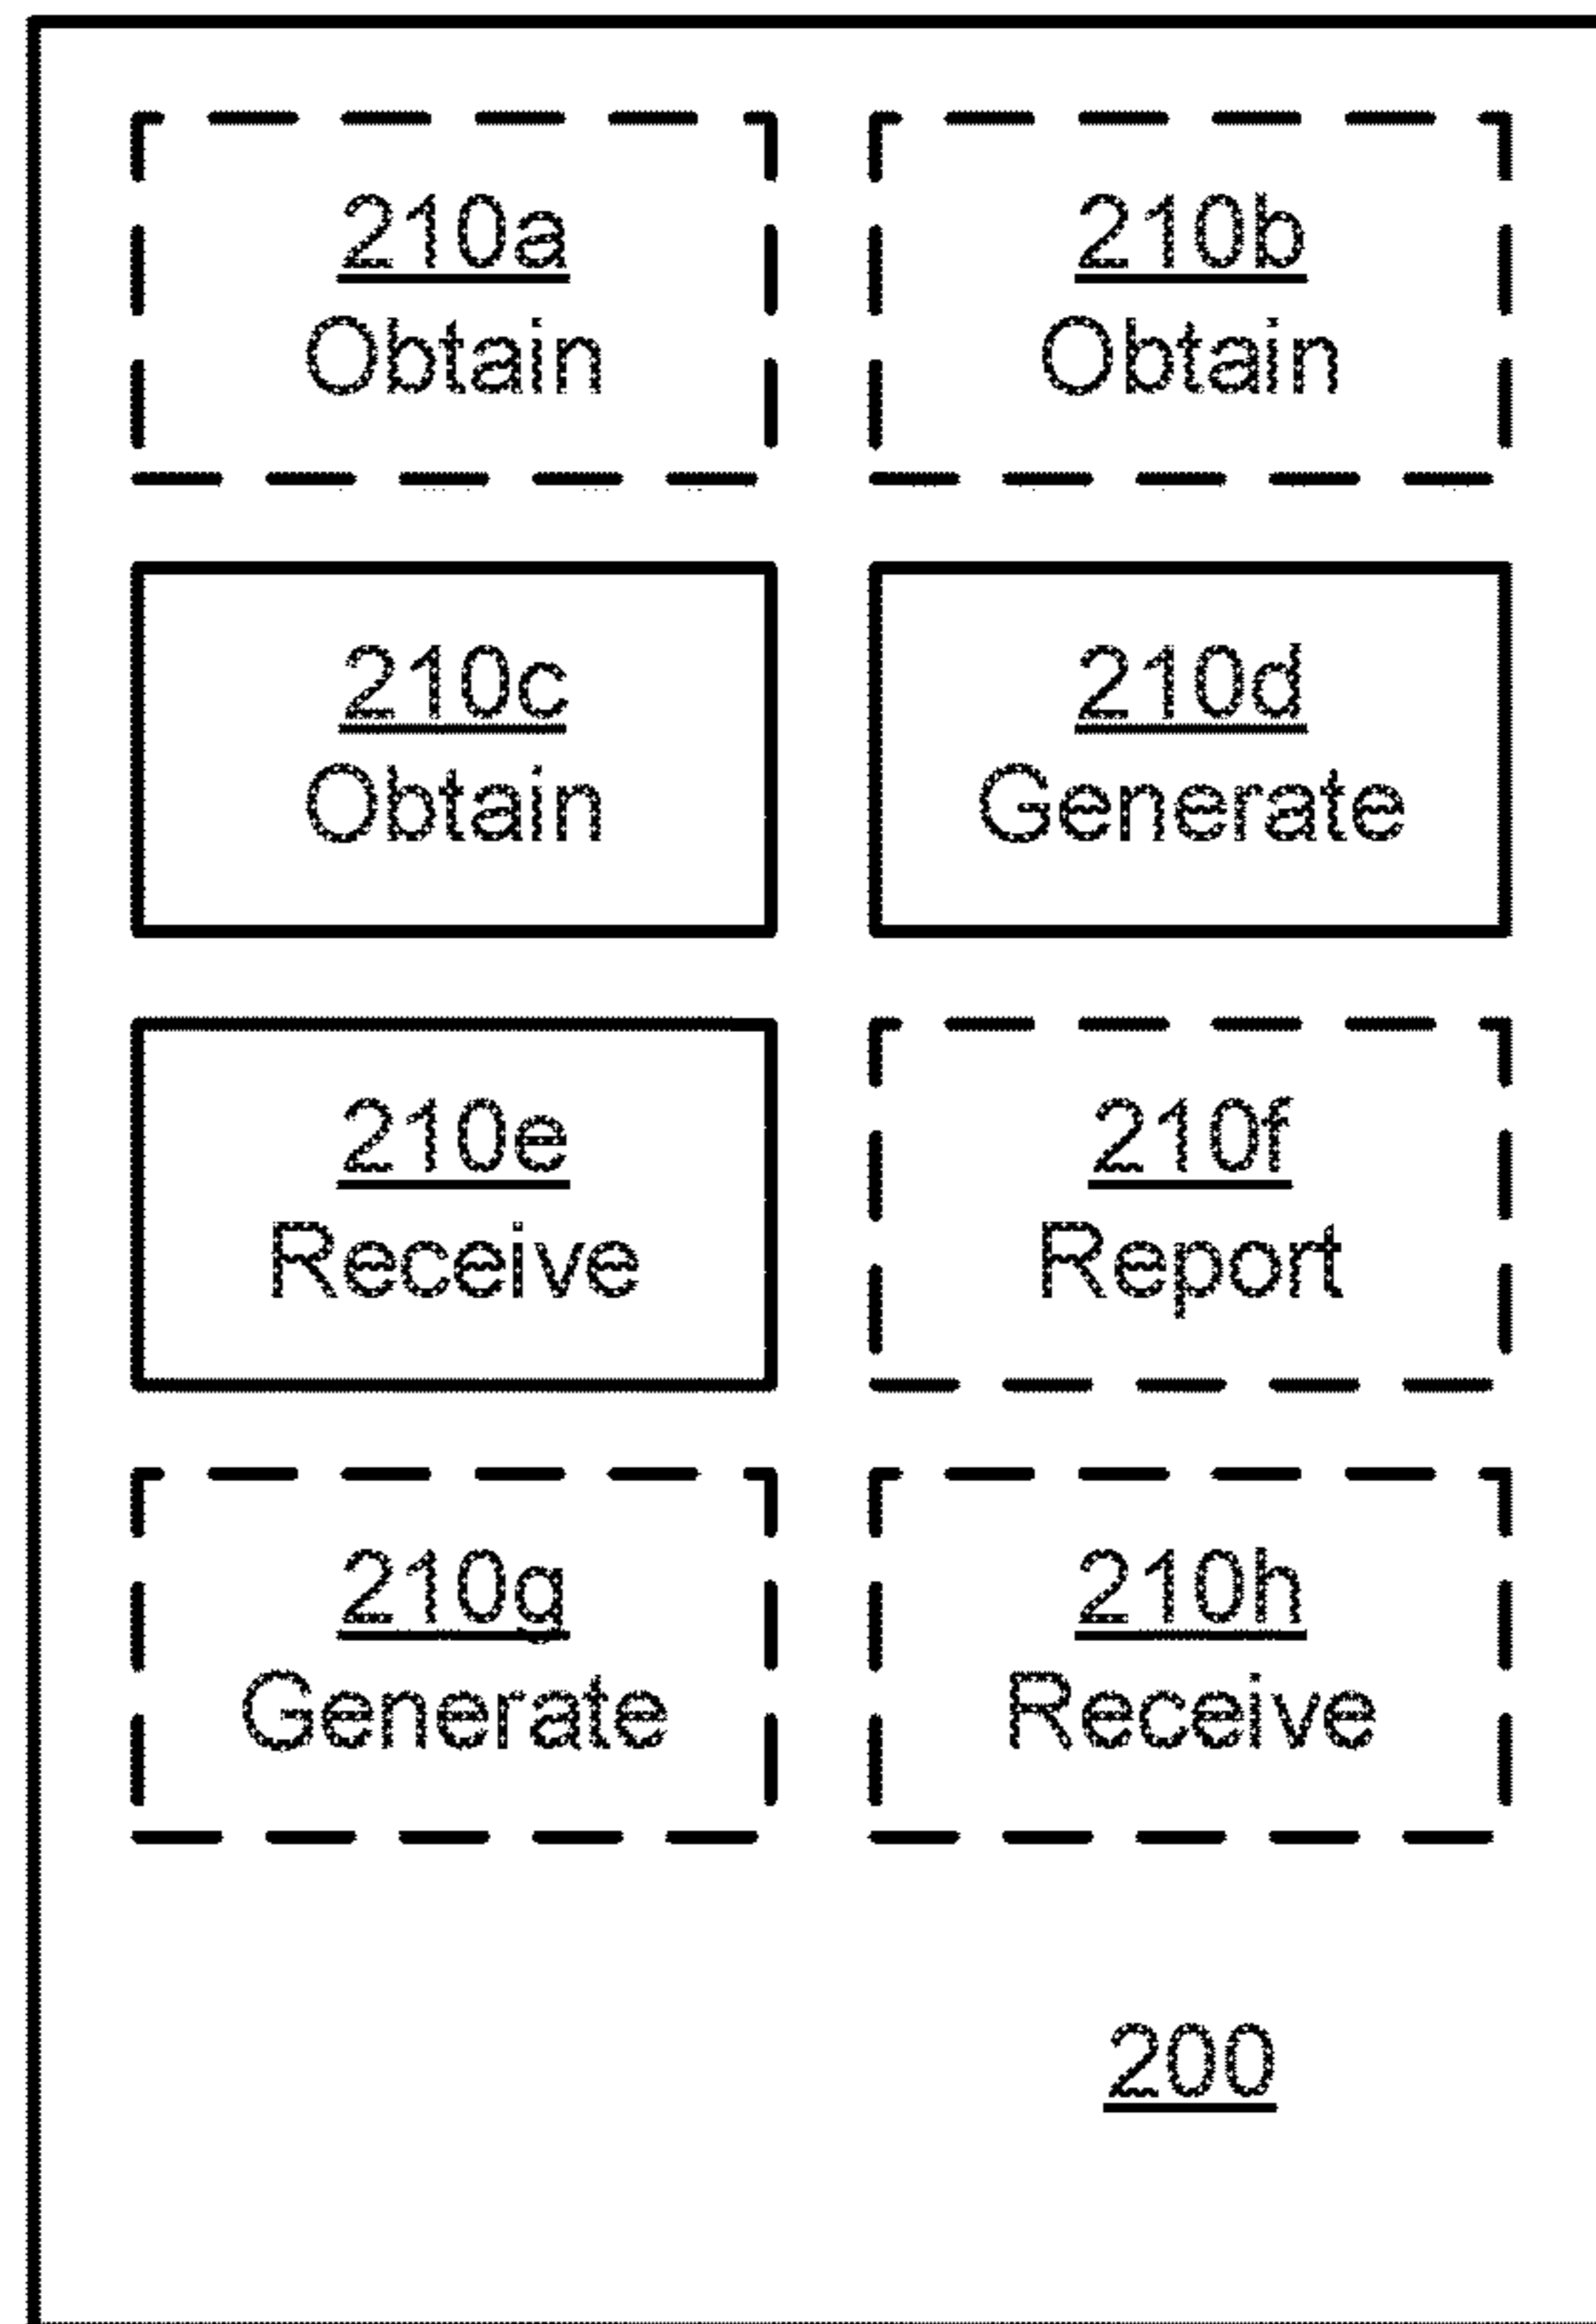 210a
Obtain
210b
Obtain
210c
Obtain
210d
Generate
210e
Receive
210f
Report
210g
Generate
210h
Receive
200